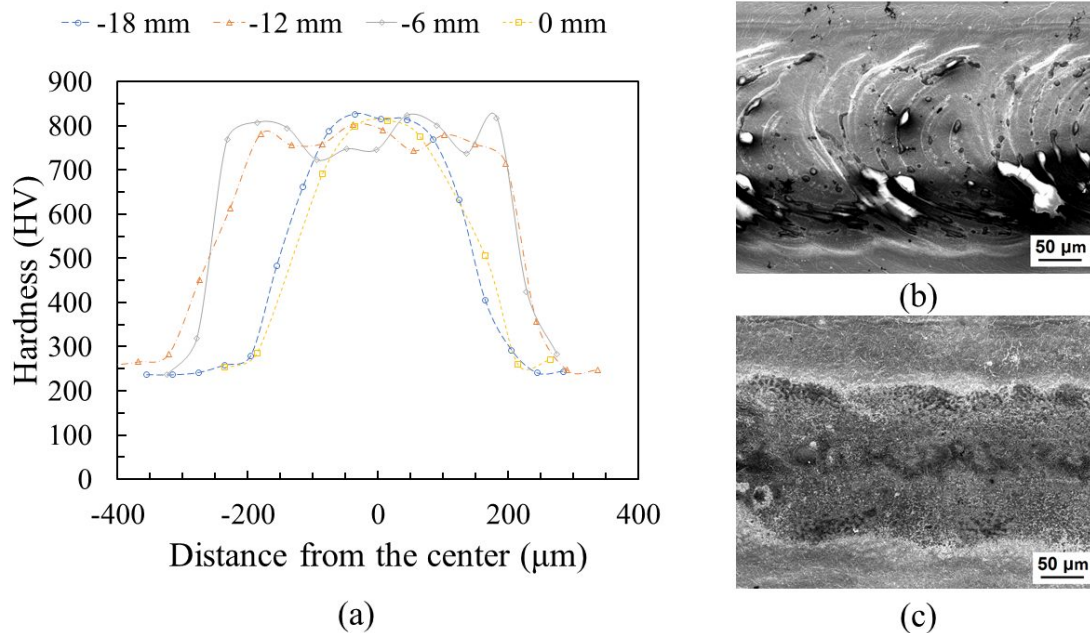 -18 mm -12 mm -6 mm 0 mm
900
800
700
600
500
400
300
200
100
0
Hardness (HV)
-400 -200 0 200 400
Distance from the center (μm)
(a)
50 μm
(b)
50 μm
(c)